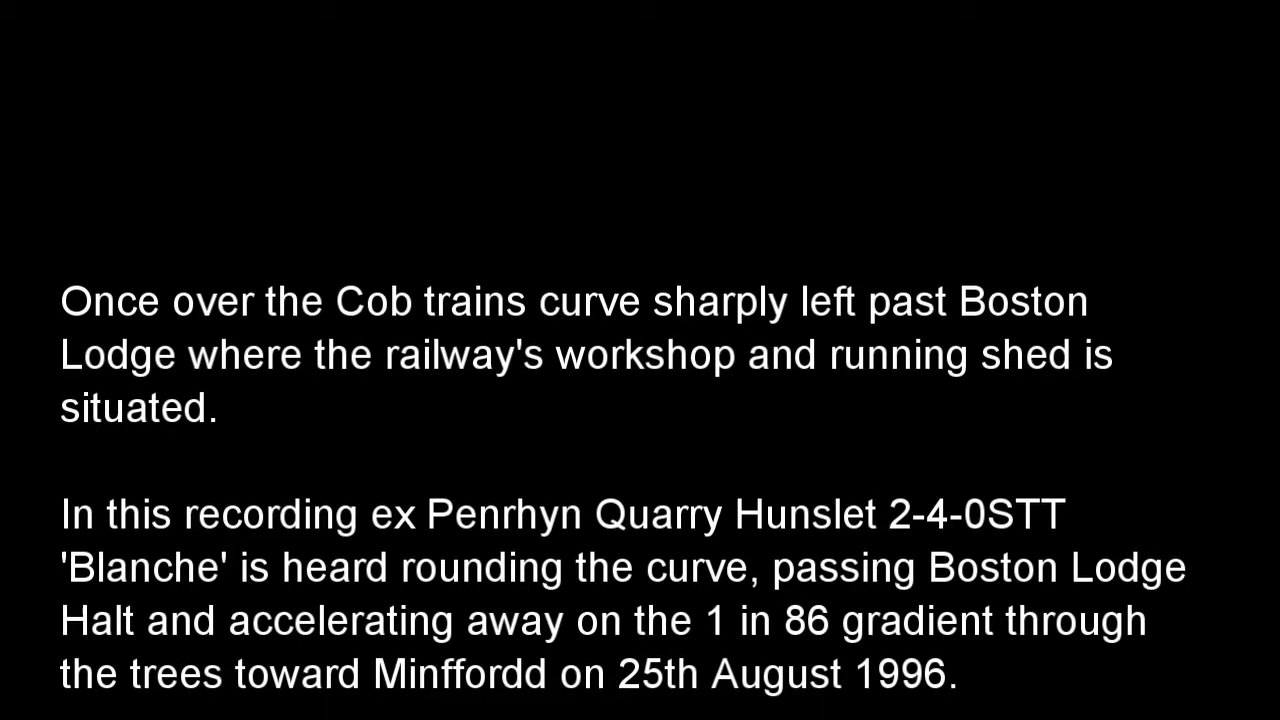 Once over the Cob trains curve sharply left past Boston
Lodge where the railway's workshop and running shed is
situated.
In this recording ex Penrhyn Quarry Hunslet 2-4-0STT
'Blanche' is heard rounding the curve, passing Boston Lodge
Halt and accelerating away on the 1 in 86 gradient through
the trees toward Minffordd on 25th August 1996.